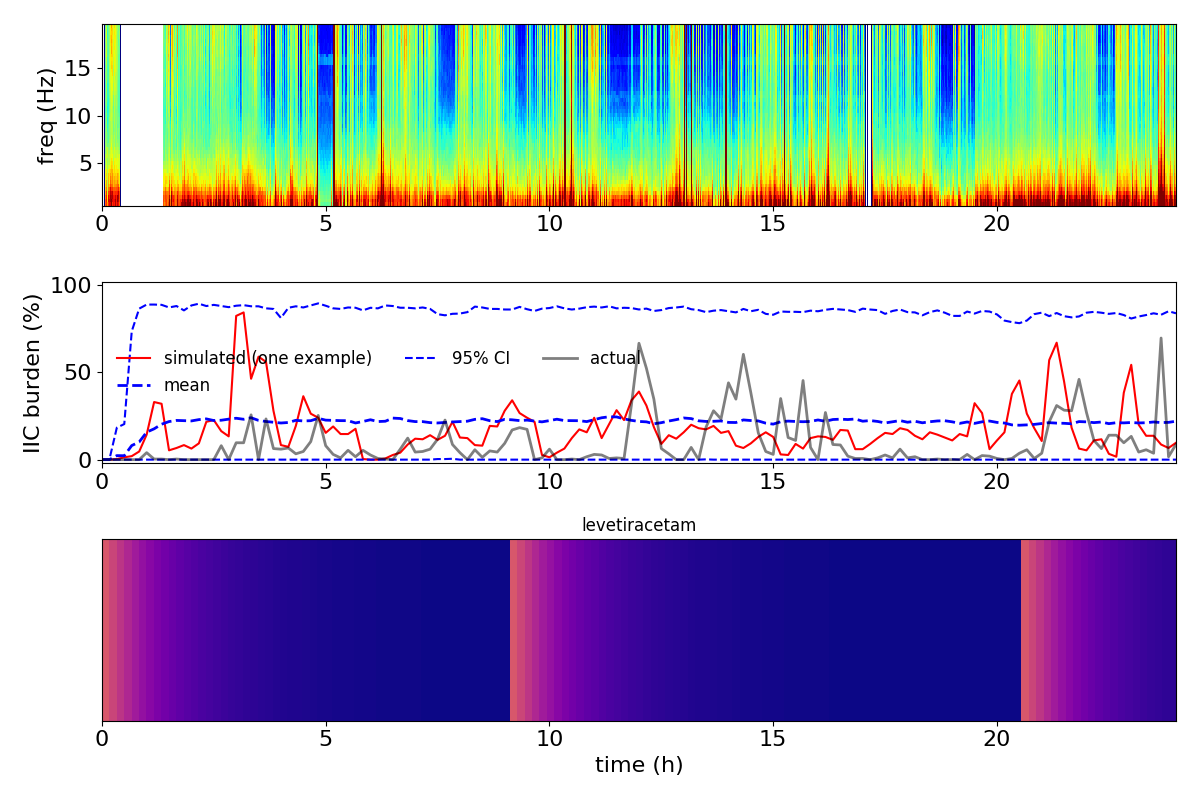 freq (Hz)
15
10
5
0 5 10 15 20
IIC burden (%)
100
50
0
simulated (one example) 95% CI actual
mean
0 5 10 15 20
levetiracetam
0 5 10 15 20
time (h)